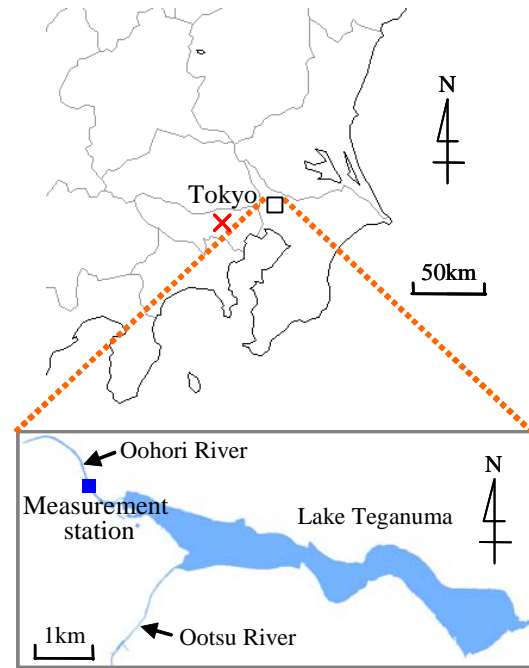 N
Tokyo
50km
Oohori River
N
Measurement
station
Lake Teganuma
1km
Ootsu River